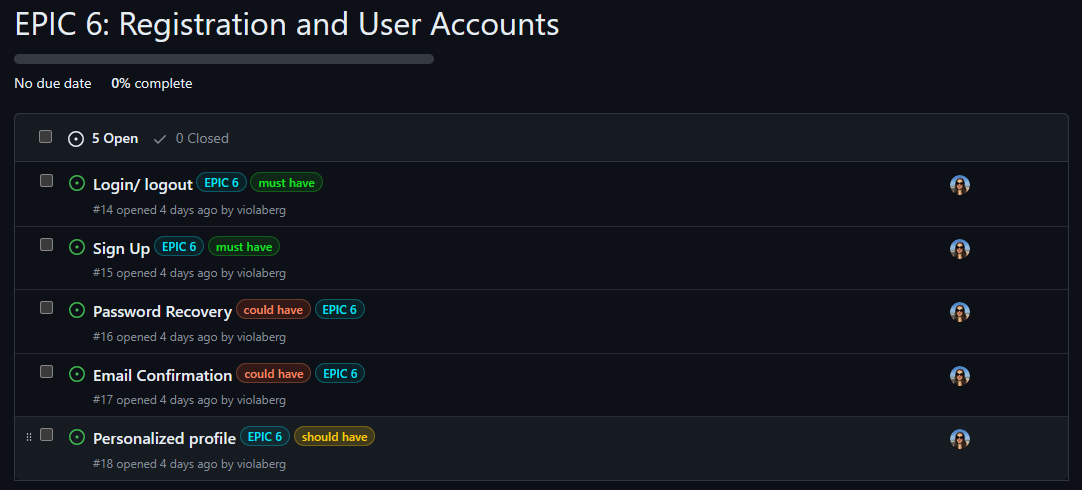 EPIC 6: Registration and User Accounts
No due date 0% complete
5 Open 0 Closed
Login/ logout EPIC 6 must have
#14 opened 4 days ago by violaberg
Sign Up EPIC 6 must have
#15 opened 4 days ago by violaberg
Password Recovery could have EPIC 6
#16 opened 4 days ago by violaberg
Email Confirmation could have EPIC 6
#17 opened 4 days ago by violaberg
Personalized profile EPIC 6 should have
#18 opened 4 days ago by violaberg